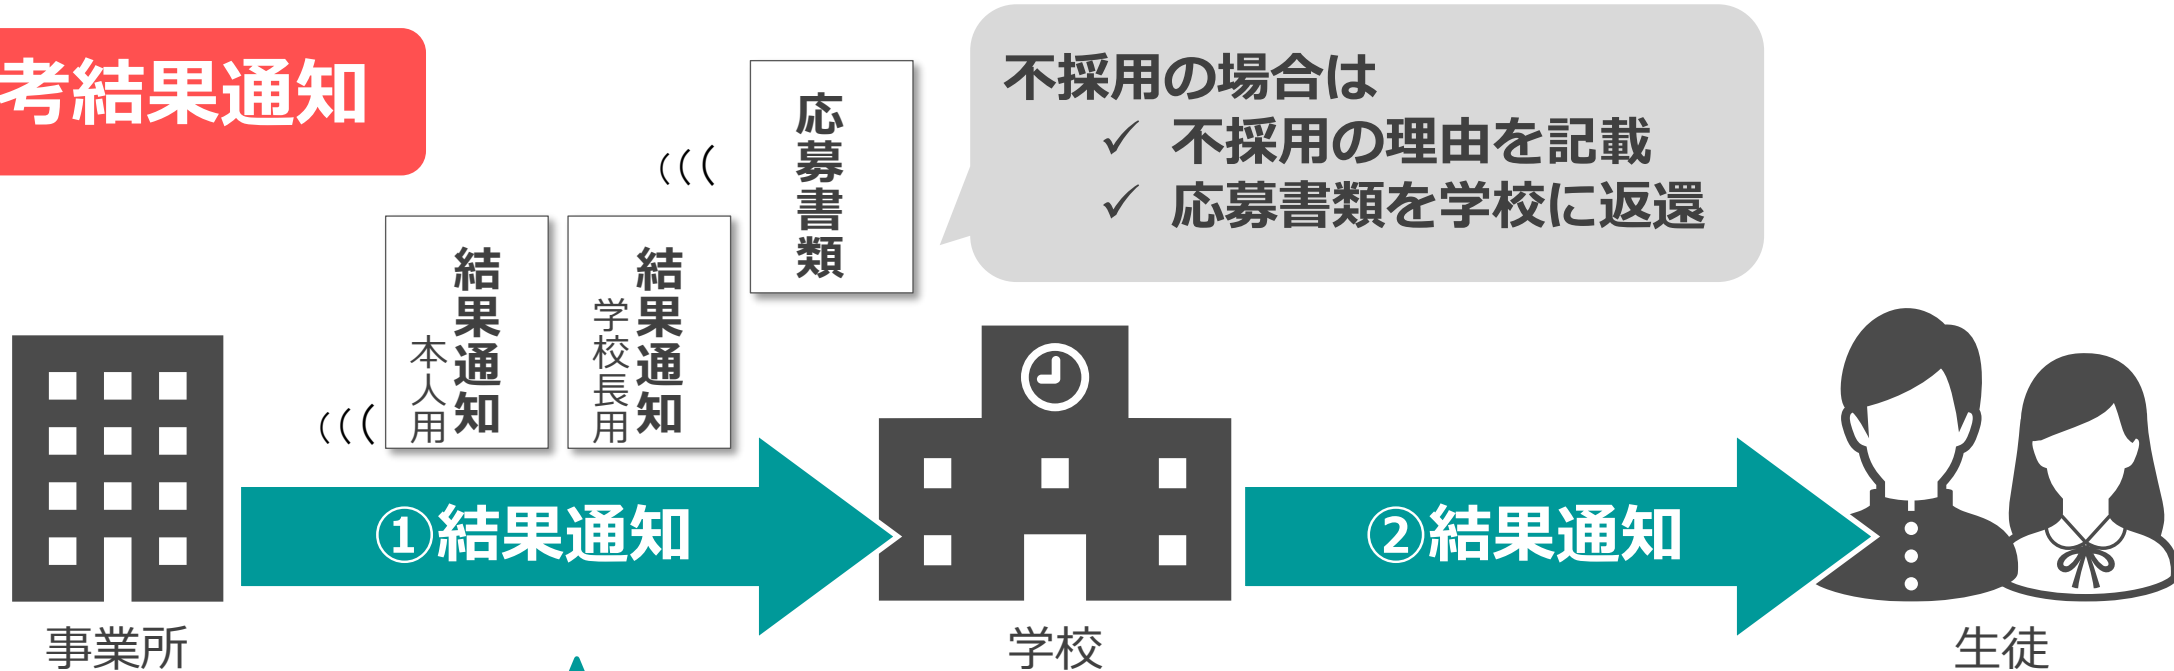 考結果通知
応募書類
不採用の場合は
✓ 不採用の理由を記載
✓ 応募書類を学校に返還
結果通知
本人用
結果通知
学校長用
①結果通知
②結果通知
事業所
学校
生徒